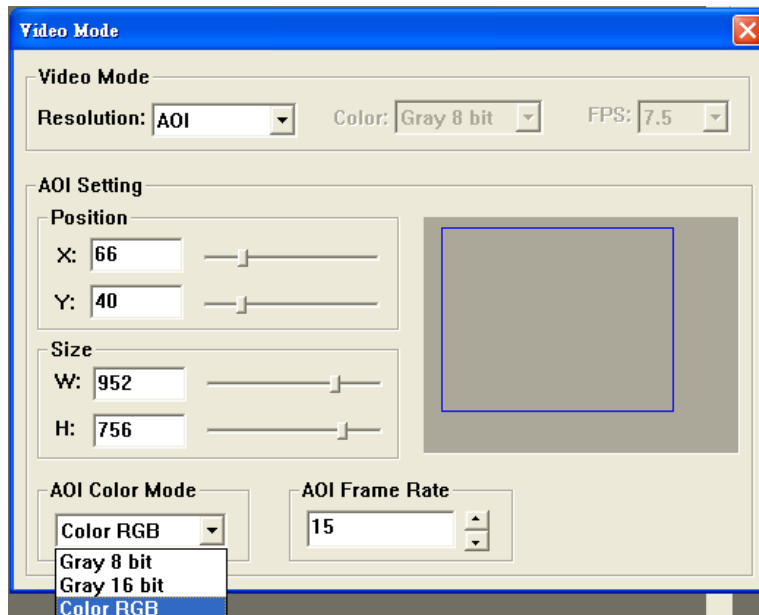 Video Mode
Video Mode
Resolution: AOI Color: Gray 8 bit FPS: 7.5
AOI Setting
Position
X: 66
Y: 40
Size
W: 952
H: 756
AOI Color Mode
Color RGB
Gray 8 bit
Gray 16 bit
Color RGB
AOI Frame Rate
15